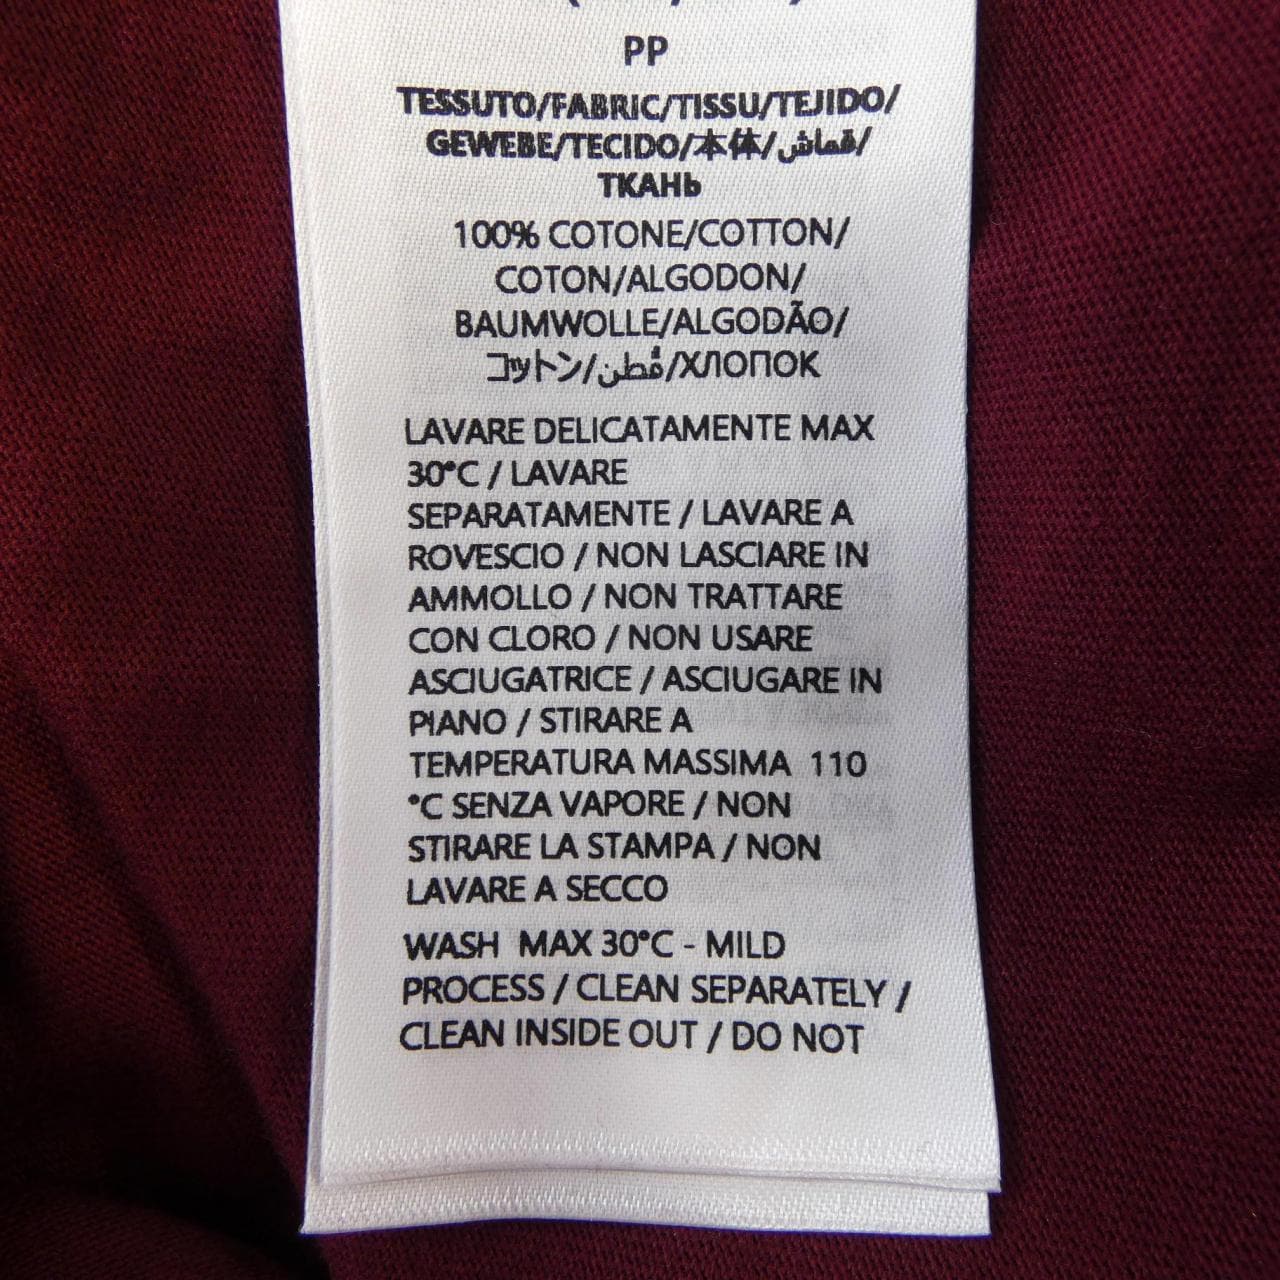 PP
TESSUTO/FABRIC/TISSU/TEJIDO/
GEWEBE/TECIDO/本体/قماش/
ТКАНЬ
100% COTONE/COTTON/
COTON/ALGODON/
BAUMWOLLE/ALGODÃO/
コットン/قُطن/ХЛОПОК
LAVARE DELICATAMENTE MAX
30°C / LAVARE
SEPARATAMENTE / LAVARE A
ROVESCIO / NON LASCIARE IN
AMMOLLO / NON TRATTARE
CON CLORO / NON USARE
ASCIUGATRICE / ASCIUGARE IN
PIANO / STIRARE A
TEMPERATURA MASSIMA  110
°C SENZA VAPORE / NON
STIRARE LA STAMPA / NON
LAVARE A SECCO
WASH  MAX 30°C - MILD
PROCESS / CLEAN SEPARATELY /
CLEAN INSIDE OUT / DO NOT